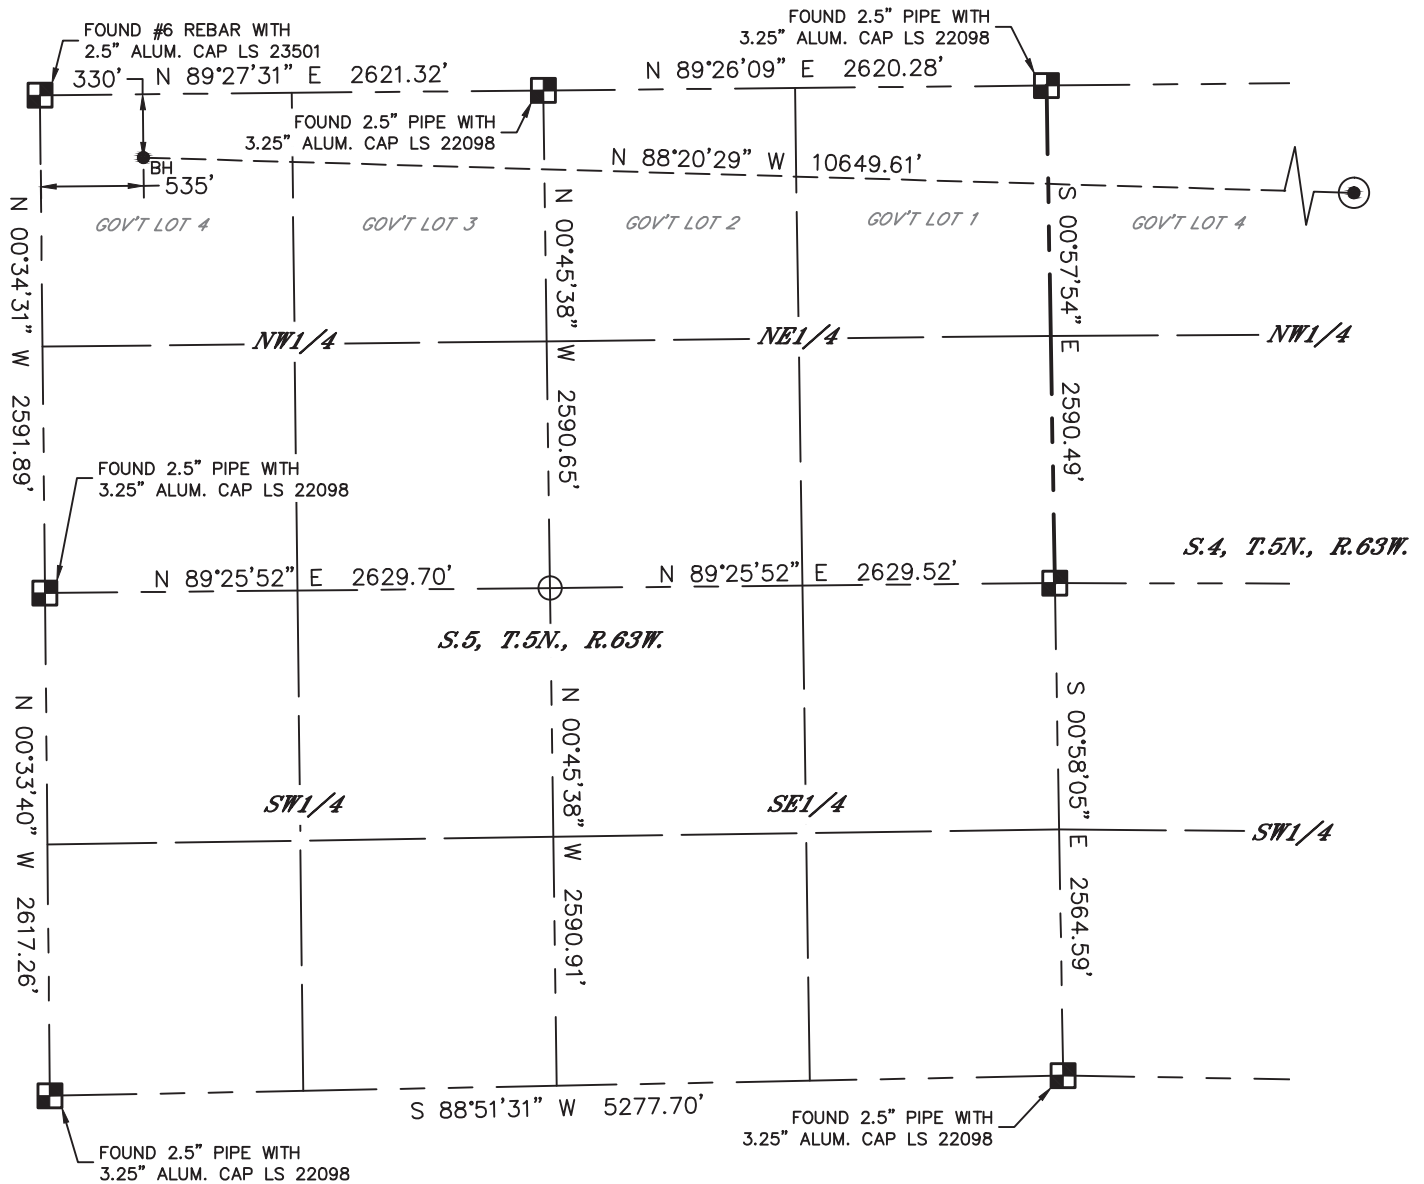 FOUND #6 REBAR WITH
2.5" ALUM. CAP LS 23501
FOUND 2.5" PIPE WITH
3.25" ALUM. CAP LS 22098
330'
N 89°27'31" E 2621.32'
N 89°26'09" E 2620.28'
FOUND 2.5" PIPE WITH
3.25" ALUM. CAP LS 22098
BH
535'
N 88°20'29" W 10649.61'
GOV'T LOT 4
GOV'T LOT 3
GOV'T LOT 2
GOV'T LOT 1
GOV'T LOT 4
N 00°34'31" W 2591.89'
N 00°45'38" W 2590.65'
S 00°57'54" E 2590.49'
NW1/4
NE1/4
NW1/4
FOUND 2.5" PIPE WITH
3.25" ALUM. CAP LS 22098
S.4, T.5N., R.63W.
N 89°25'52" E 2629.70'
N 89°25'52" E 2629.52'
S.5, T.5N., R.63W.
N 00°33'40" W 2617.26'
N 00°45'38" W 2590.91'
S 00°58'05" E 2564.59'
SW1/4
SE1/4
SW1/4
S 88°51'31" W 5277.70'
FOUND 2.5" PIPE WITH
3.25" ALUM. CAP LS 22098
FOUND 2.5" PIPE WITH
3.25" ALUM. CAP LS 22098